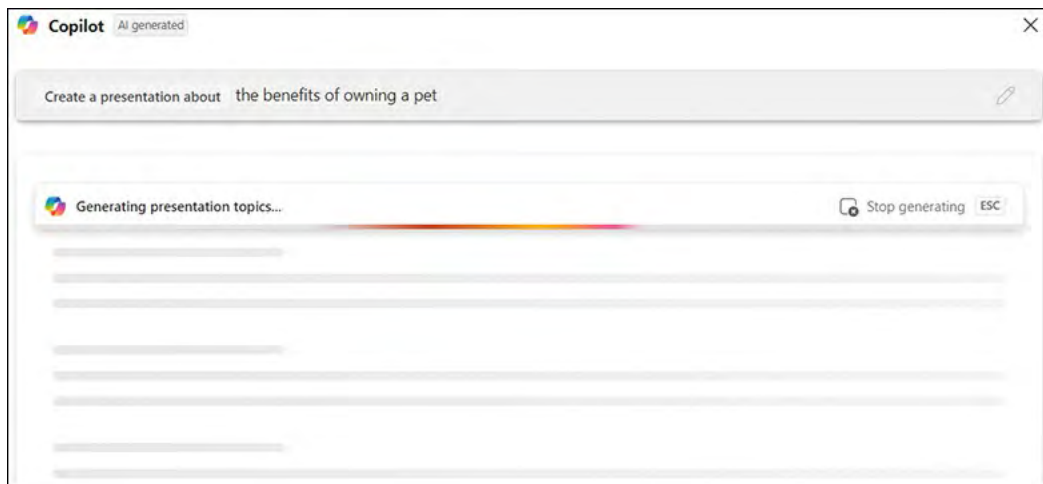 Copilot AI generated
Create a presentation about the benefits of owning a pet
Generating presentation topics... Stop generating ESC